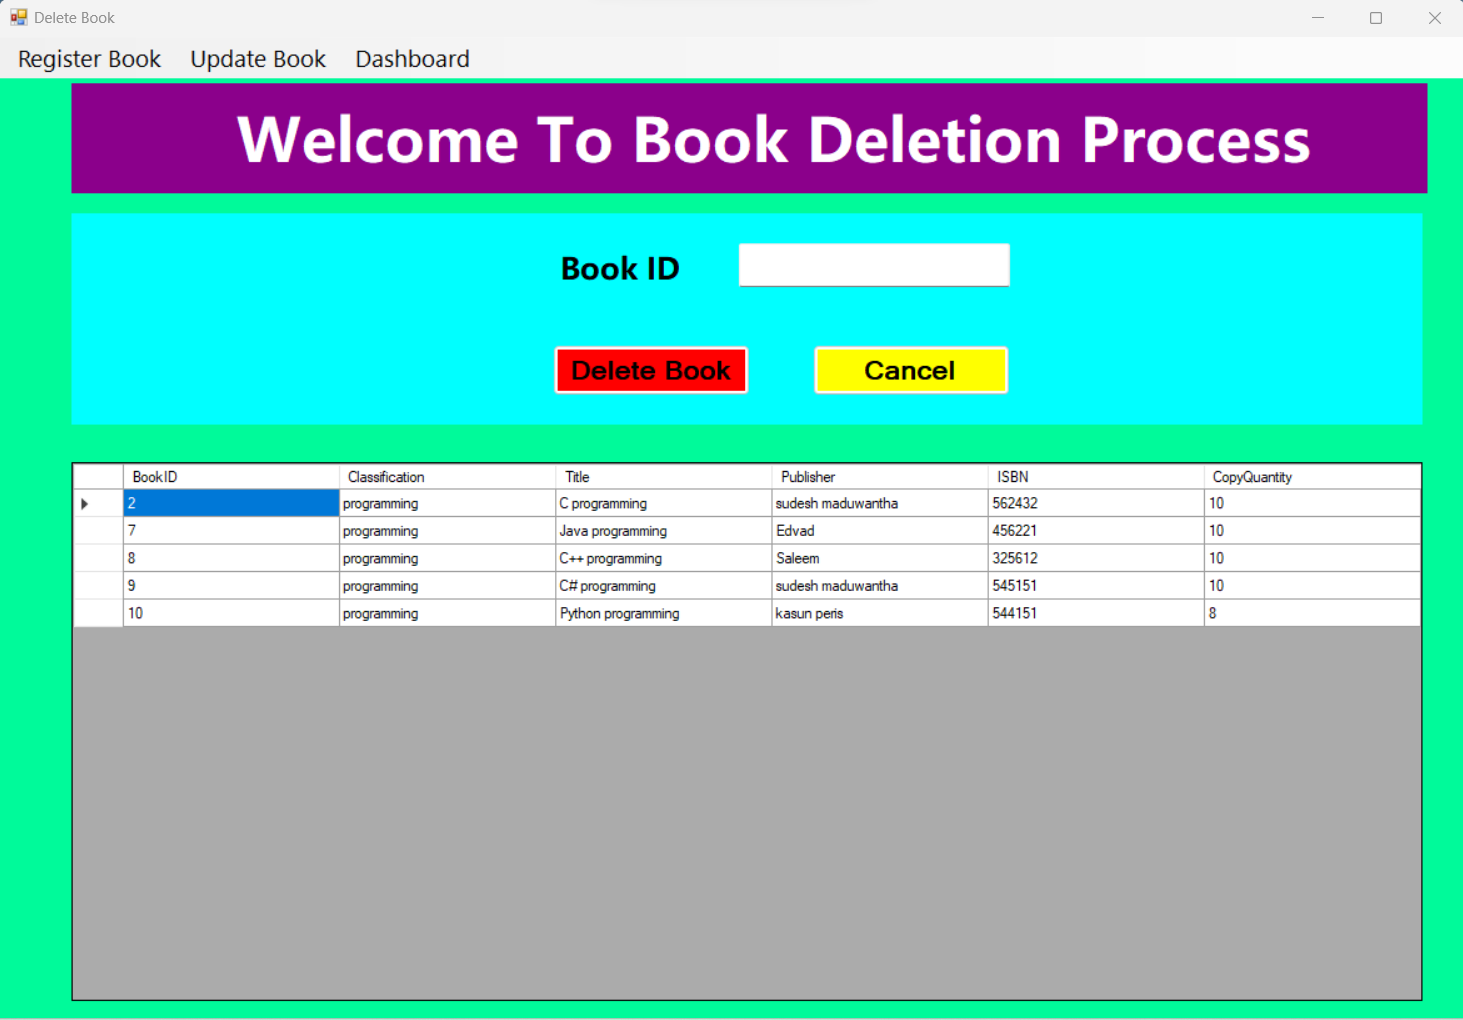 Delete Book
Register Book Update Book Dashboard
Welcome To Book Deletion Process
Book ID
Delete Book Cancel
BookID Classification Title Publisher ISBN CopyQuantity
2 programming C programming sudesh maduwantha 562432 10
7 programming Java programming Edvad 456221 10
8 programming C++ programming Saleem 325612 10
9 programming C# programming sudesh maduwantha 545151 10
10 programming Python programming kasun peris 544151 8